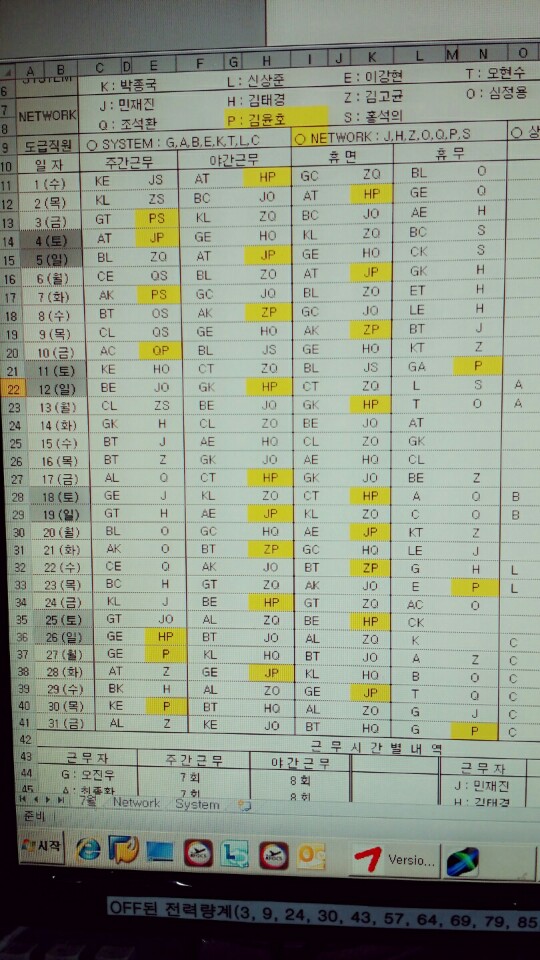 A B C D E F G H I J K L M N O
6 SYSTEM K : 박종국 L : 신상준 E : 이강현 T : 오현수
7 NETWORK J : 민재진 H : 김태경 Z : 김고균 O : 심정용
8 Q : 조석환 P : 김윤호 S : 홍석의
9 도급직원 ○ SYSTEM : G,A,B,E,K,T,L,C ○ NETWORK : J,H,Z,O,Q,P,S ○ 상
10 일 자 주간근무 야간근무 휴 면 휴 무
11 1 (수) KE JS AT HP GC ZO BL O
12 2 (목) KL ZS BC JO AT HP GE O
13 3 (금) GT PS KL ZO BC JO AE H
14 4 (토) AT JP GE HO KL ZO BC S
15 5 (일) BL ZO AT JP GE HO CK S
16 6 (월) CE OS BL ZO AT JP GK H
17 7 (화) AK PS GC JO BL ZO ET H
18 8 (수) BT OS AK ZP GC JO LE H
19 9 (목) CL OS GE HO AK ZP BT J
20 10 (금) AC OP BL JS GE HO KT Z
21 11 (토) KE HO CT ZO BL JS GA P
22 12 (일) BE JO GK HP CT ZO L S A
23 13 (월) CL ZS BE JO GK HP T O A
24 14 (화) GK H CL ZO BE JO AT
25 15 (수) BT J AE HO CL ZO GK
26 16 (목) BT Z GK JO AE HO CL
27 17 (금) AL O CT HP GK JO BE Z
28 18 (토) GE J KL ZO CT HP A O B
29 19 (일) GT H AE JP KL ZO C O B
30 20 (월) BL O GC HO AE JP KT Z
31 21 (화) AK O BT ZP GC HO LE J
32 22 (수) CE Q AK JO BT ZP G H L
33 23 (목) BC H GT ZO AK JO E P L
34 24 (금) KL J BE HP GT ZO AC O
35 25 (토) GT JO AL ZO BE HP CK
36 26 (일) GE HP BT JO AL ZO K C
37 27 (월) GE P KL HO BT JO A Z C
38 28 (화) AT Z GE JP KL HO B O C
39 29 (수) BK H AL ZO GE JP T Q C
40 30 (목) KE P BT HO AL ZO G J C
41 31 (금) AL Z KE JO BT HO G P C
42 근 무 시 간 별 내 역
43 근 무 자 주 간 근 무 야 간 근 무 근 무 자
44 G : 오진우 7 회 8 회 J : 민재진
45 A : 최종환 7 회 8 회 H : 김태경
7월 Network System
준비
시작 Versio...
OFF된 전력량계(3, 9, 24, 30, 43, 57, 64, 69, 79, 85